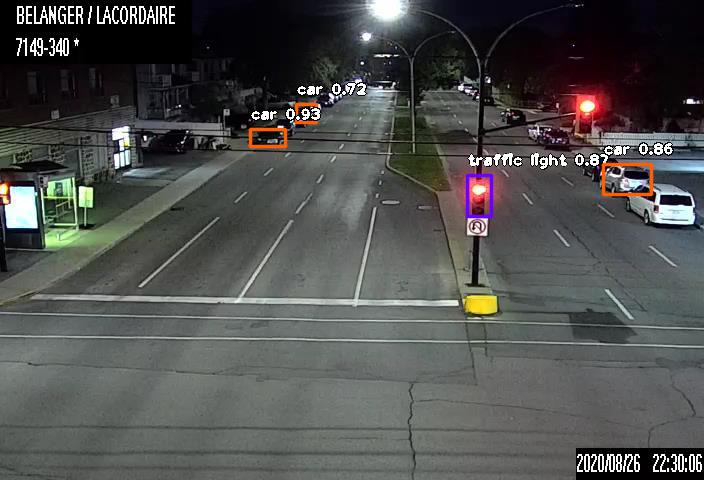 BELANGER / LACORDAIRE
7149-340 *
car 0.72
car 0.93
car 0.86
traffic light 0.87
2020/08/26 22:30:06